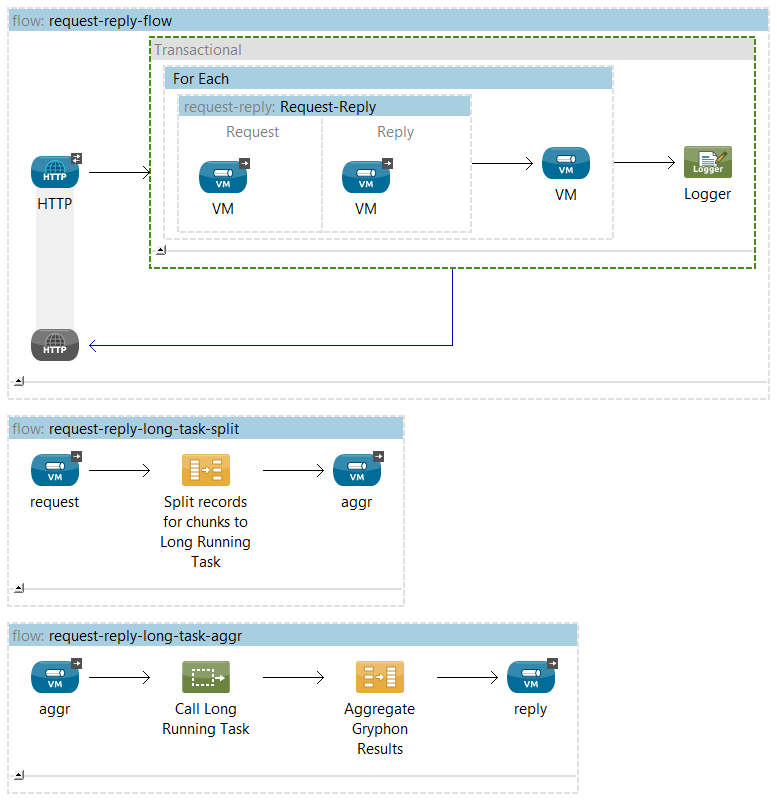 flow: request-reply-flow
Transactional
For Each
request-reply: Request-Reply
Request
Reply
HTTP
HTTP
VM
VM
VM
VM
VM
VM
Logger
Logger
HTTP
flow: request-reply-long-task-split
VM
request
Split records
for chunks to
Long Running
Task
VM
aggr
flow: request-reply-long-task-aggr
VM
aggr
Call Long
Running Task
Aggregate
Gryphon
Results
VM
reply